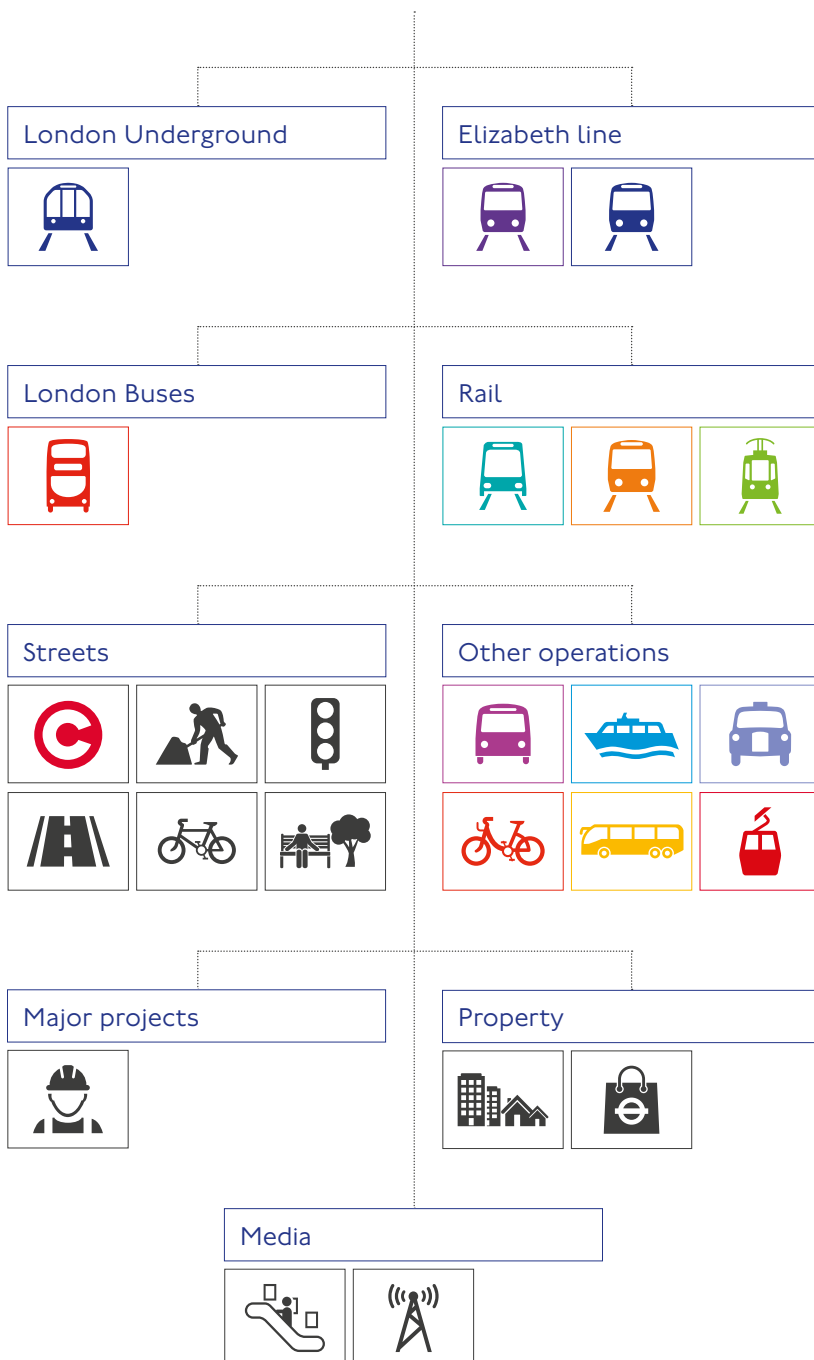 London Underground
Elizabeth line
London Buses
Rail
Streets
Other operations
Major projects
Property
Media